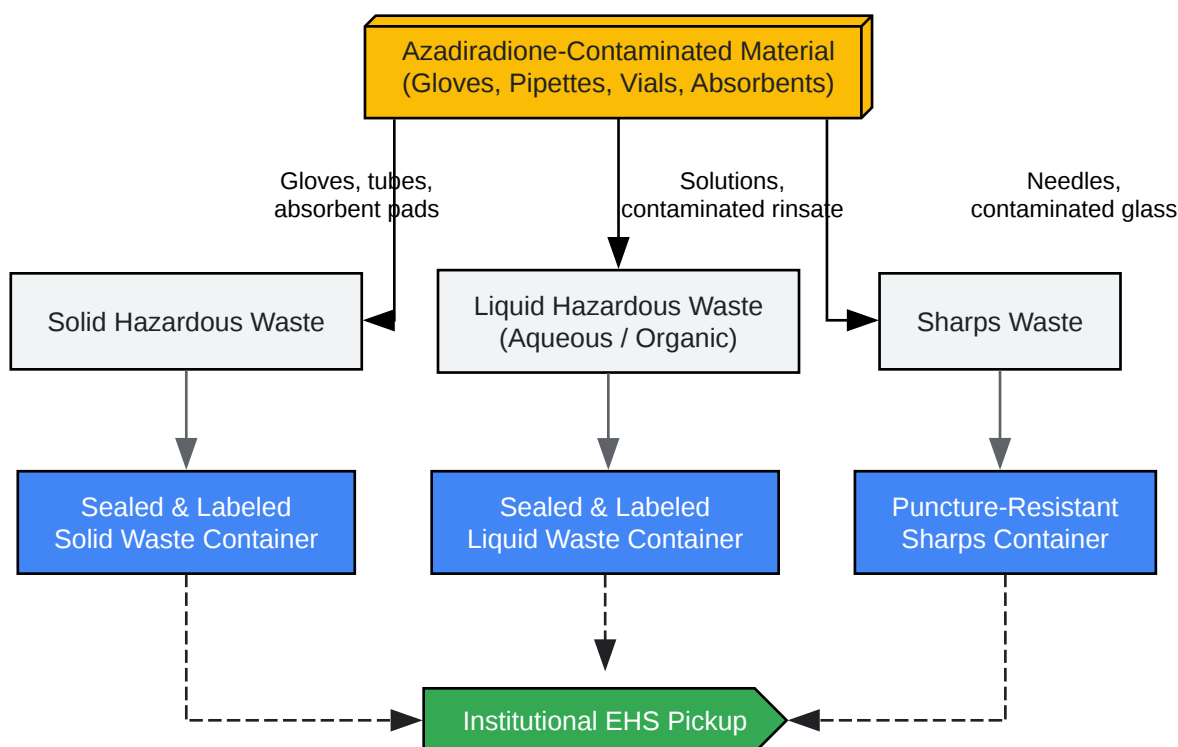 Azadiradione-Contaminated Material
(Gloves, Pipettes, Vials, Absorbents)
Gloves, tubes,
absorbent pads
Solutions,
contaminated rinsate
Needles,
contaminated glass
Solid Hazardous Waste
Liquid Hazardous Waste
(Aqueous / Organic)
Sharps Waste
Sealed & Labeled
Solid Waste Container
Sealed & Labeled
Liquid Waste Container
Puncture-Resistant
Sharps Container
Institutional EHS Pickup